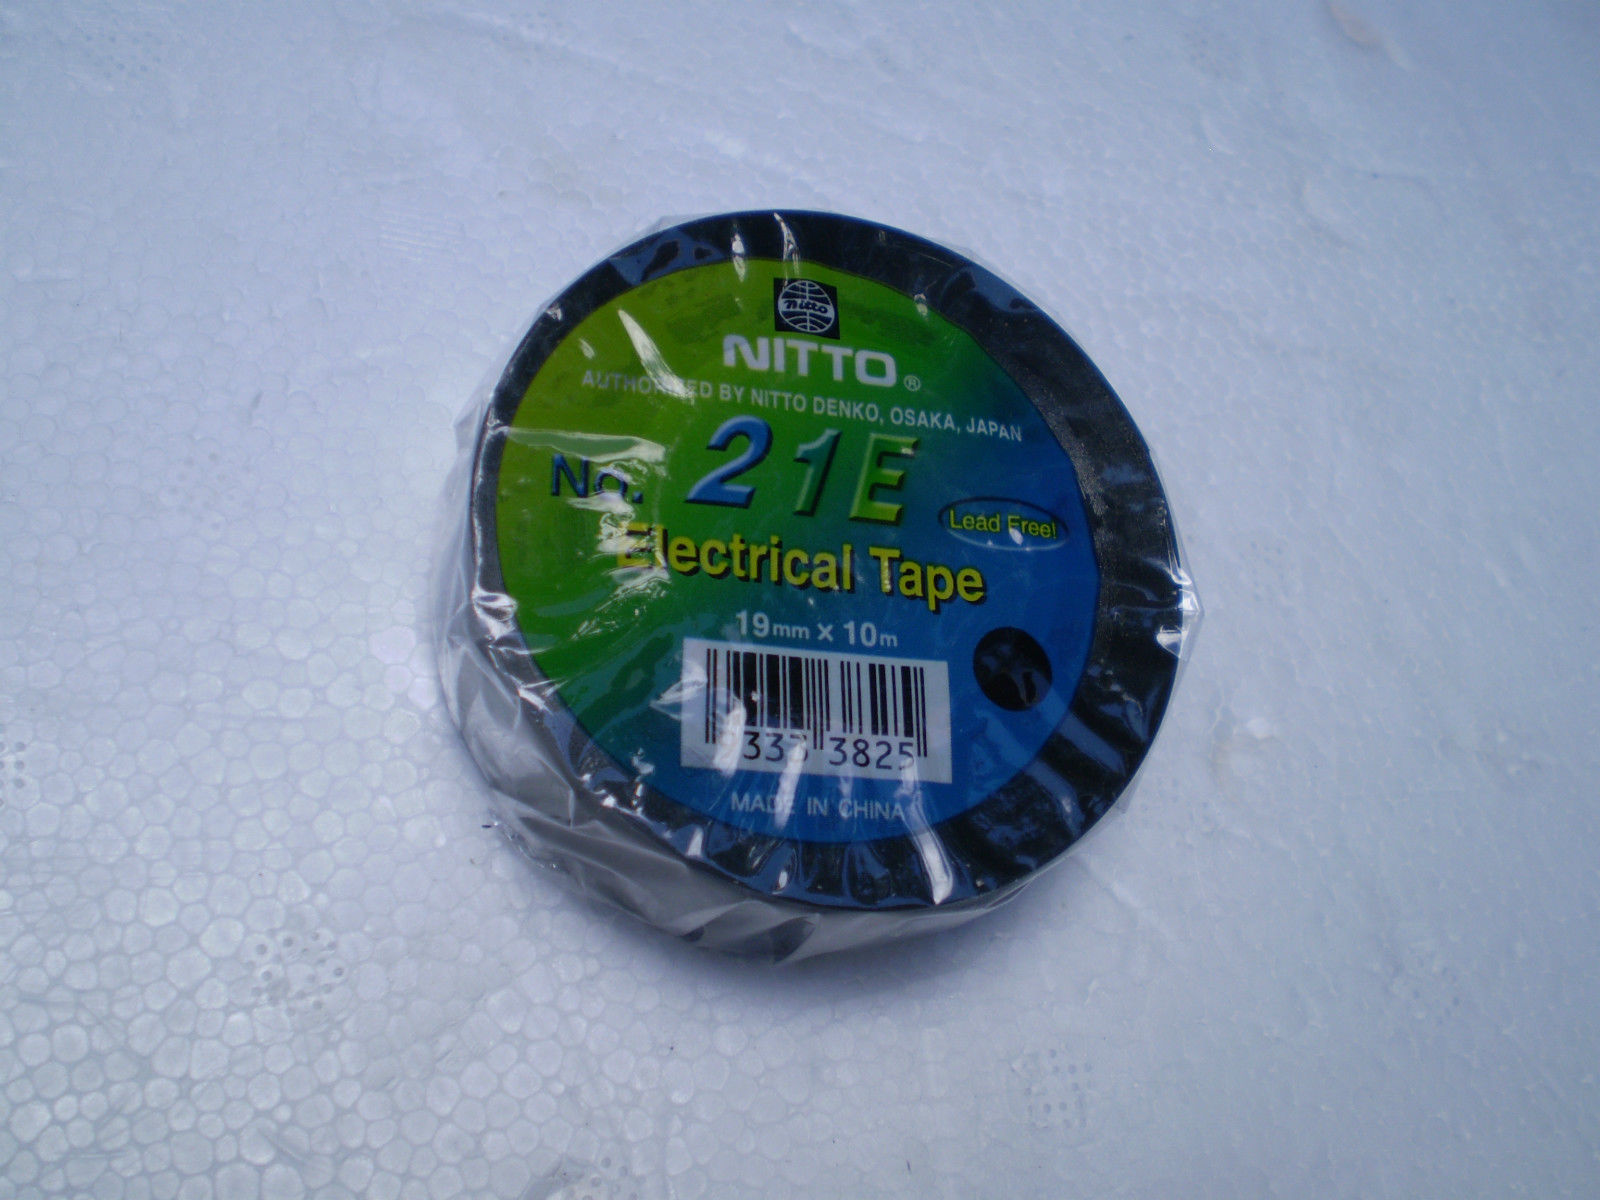 Nitto
NITTO ®
AUTHORIZED BY NITTO DENKO, OSAKA, JAPAN
No. 21E
Lead Free!
Electrical Tape
19mm x 10m
3825
MADE IN CHINA